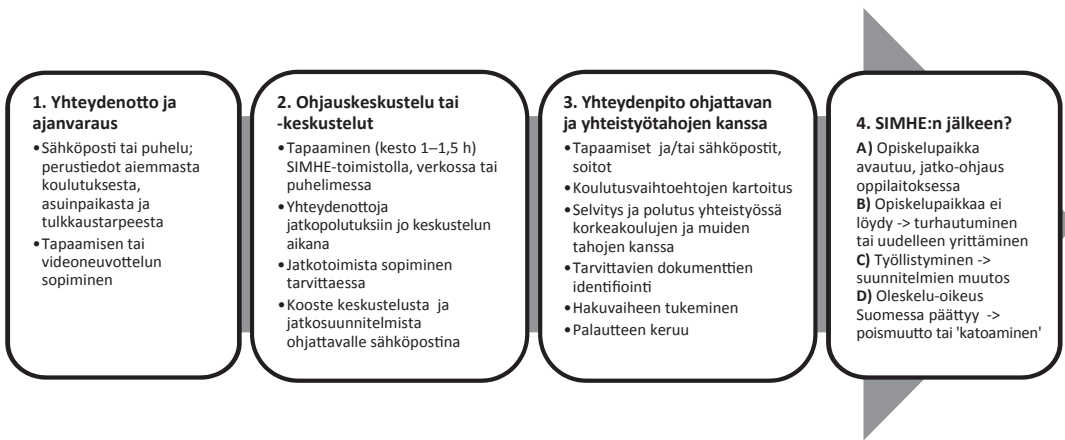 1. Yhteydenotto ja
ajanvaraus
•Sähköposti tai puhelu;
perustiedot aiemmasta
koulutuksesta,
asuinpaikasta ja
tulkkaustarpeesta
•Tapaamisen tai
videoneuvottelun
sopiminen
2. Ohjauskeskustelu tai
-keskustelut
•Tapaaminen (kesto 1–1,5 h)
SIMHE-toimistolla, verkossa tai
puhelimessa
•Yhteydenottoja
jatkopolutuksiin jo keskustelun
aikana
•Jatkotoimista sopiminen
tarvittaessa
•Kooste keskustelusta ja
jatkosuunnitelmista
ohjattavalle sähköpostina
3. Yhteydenpito ohjattavan
ja yhteistyötahojen kanssa
•Tapaamiset ja/tai sähköpostit,
soitot
•Koulutusvaihtoehtojen kartoitus
•Selvitys ja polutus yhteistyössä
korkeakoulujen ja muiden
tahojen kanssa
•Tarvittavien dokumenttien
identifiointi
•Hakuvaiheen tukeminen
•Palautteen keruu
4. SIMHE:n jälkeen?
A) Opiskelupaikka
avautuu, jatko-ohjaus
oppilaitoksessa
B) Opiskelupaikkaa ei
löydy -> turhautuminen
tai uudelleen yrittäminen
C) Työllistyminen ->
suunnitelmien muutos
D) Oleskelu-oikeus
Suomessa päättyy ->
poismuutto tai 'katoaminen'